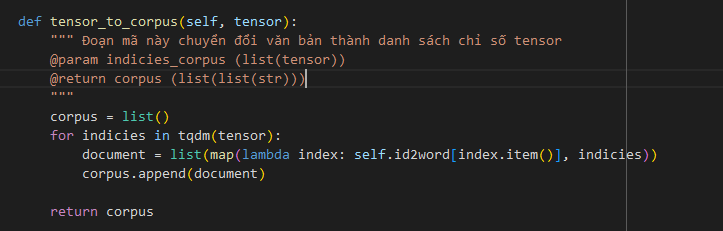 def tensor_to_corpus(self, tensor):
""" Đoạn mã này chuyển đổi văn bản thành danh sách chỉ số tensor
@param indicies_corpus (list(tensor))
@return corpus (list(list(str)))
"""
corpus = list()
for indicies in tqdm(tensor):
document = list(map(lambda index: self.id2word[index.item()], indicies))
corpus.append(document)
return corpus